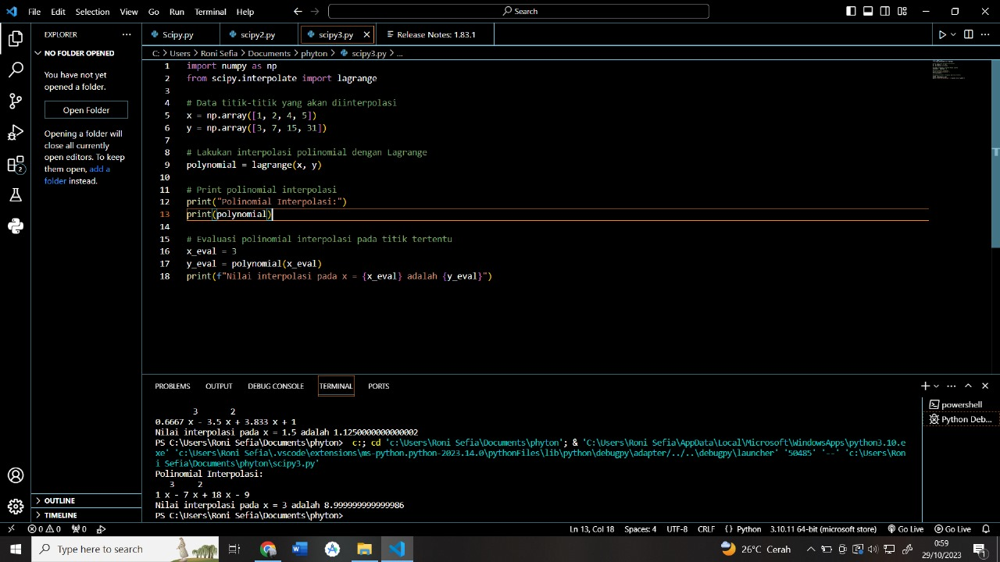 File Edit Selection View Go Run Terminal Help
Search
EXPLORER
Scipy.py scipy2.py scipy3.py Release Notes: 1.83.1
NO FOLDER OPENED
You have not yet
opened a folder.
Open Folder
Opening a folder will
close all currently
open editors. To keep
them open, add a
folder instead.
2
OUTLINE
TIMELINE
C: > Users > Roni Sefia > Documents > phyton > scipy3.py > ...
1 import numpy as np
2 from scipy.interpolate import lagrange
3
4 # Data titik-titik yang akan diinterpolasi
5 x = np.array([1, 2, 4, 5])
6 y = np.array([3, 7, 15, 31])
7
8 # Lakukan interpolasi polinomial dengan Lagrange
9 polynomial = lagrange(x, y)
10
11 # Print polinomial interpolasi
12 print("Polinomial Interpolasi:")
13 print(polynomial)
14
15 # Evaluasi polinomial interpolasi pada titik tertentu
16 x_eval = 3
17 y_eval = polynomial(x_eval)
18 print(f"Nilai interpolasi pada x = {x_eval} adalah {y_eval}")
PROBLEMS OUTPUT DEBUG CONSOLE TERMINAL PORTS
powershell
Python Deb...
3 2
0.6667 x - 3.5 x + 3.833 x + 1
Nilai interpolasi pada x = 1.5 adalah 1.1250000000000002
PS C:\Users\Roni Sefia\Documents\phyton> c:; cd 'c:\Users\Roni Sefia\Documents\phyton'; & 'C:\Users\Roni Sefia\AppData\Local\Microsoft\WindowsApps\python3.10.e
xe' 'c:\Users\Roni Sefia\.vscode\extensions\ms-python.python-2023.14.0\pythonFiles\lib\python\debugpy\adapter/../..\debugpy\launcher' '50485' '--' 'c:\Users\Ron
i Sefia\Documents\phyton\scipy3.py'
Polinomial Interpolasi:
3 2
1 x - 7 x + 18 x - 9
Nilai interpolasi pada x = 3 adalah 8.999999999999986
PS C:\Users\Roni Sefia\Documents\phyton>
0 0 0 Ln 13, Col 18 Spaces: 4 UTF-8 CRLF { } Python 3.10.11 64-bit (microsoft store) Go Live Go Live
Type here to search
26°C Cerah
0:59
29/10/2023
1